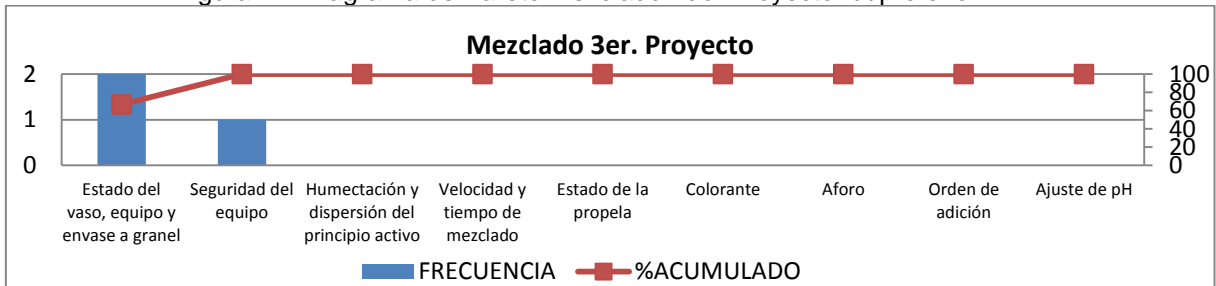 Mezclado 3er. Proyecto
2
1
0
100
80
60
40
20
0
Estado del
vaso, equipo y
envase a granel
Seguridad del
equipo
Humectación y
dispersión del
principio activo
Velocidad y
tiempo de
mezclado
Estado de la
propela
Colorante
Aforo
Orden de
adición
Ajuste de pH
FRECUENCIA
%ACUMULADO